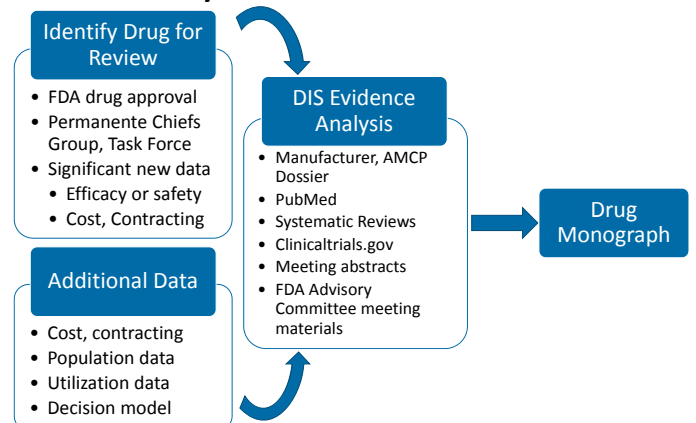 Identify Drug for
Review
• FDA drug approval
• Permanente Chiefs
Group, Task Force
• Significant new data
• Efficacy or safety
• Cost, Contracting
Additional Data
• Cost, contracting
• Population data
• Utilization data
• Decision model
DIS Evidence
Analysis
• Manufacturer, AMCP
Dossier
• PubMed
• Systematic Reviews
• Clinicaltrials.gov
• Meeting abstracts
• FDA Advisory
Committee meeting
materials
Drug
Monograph